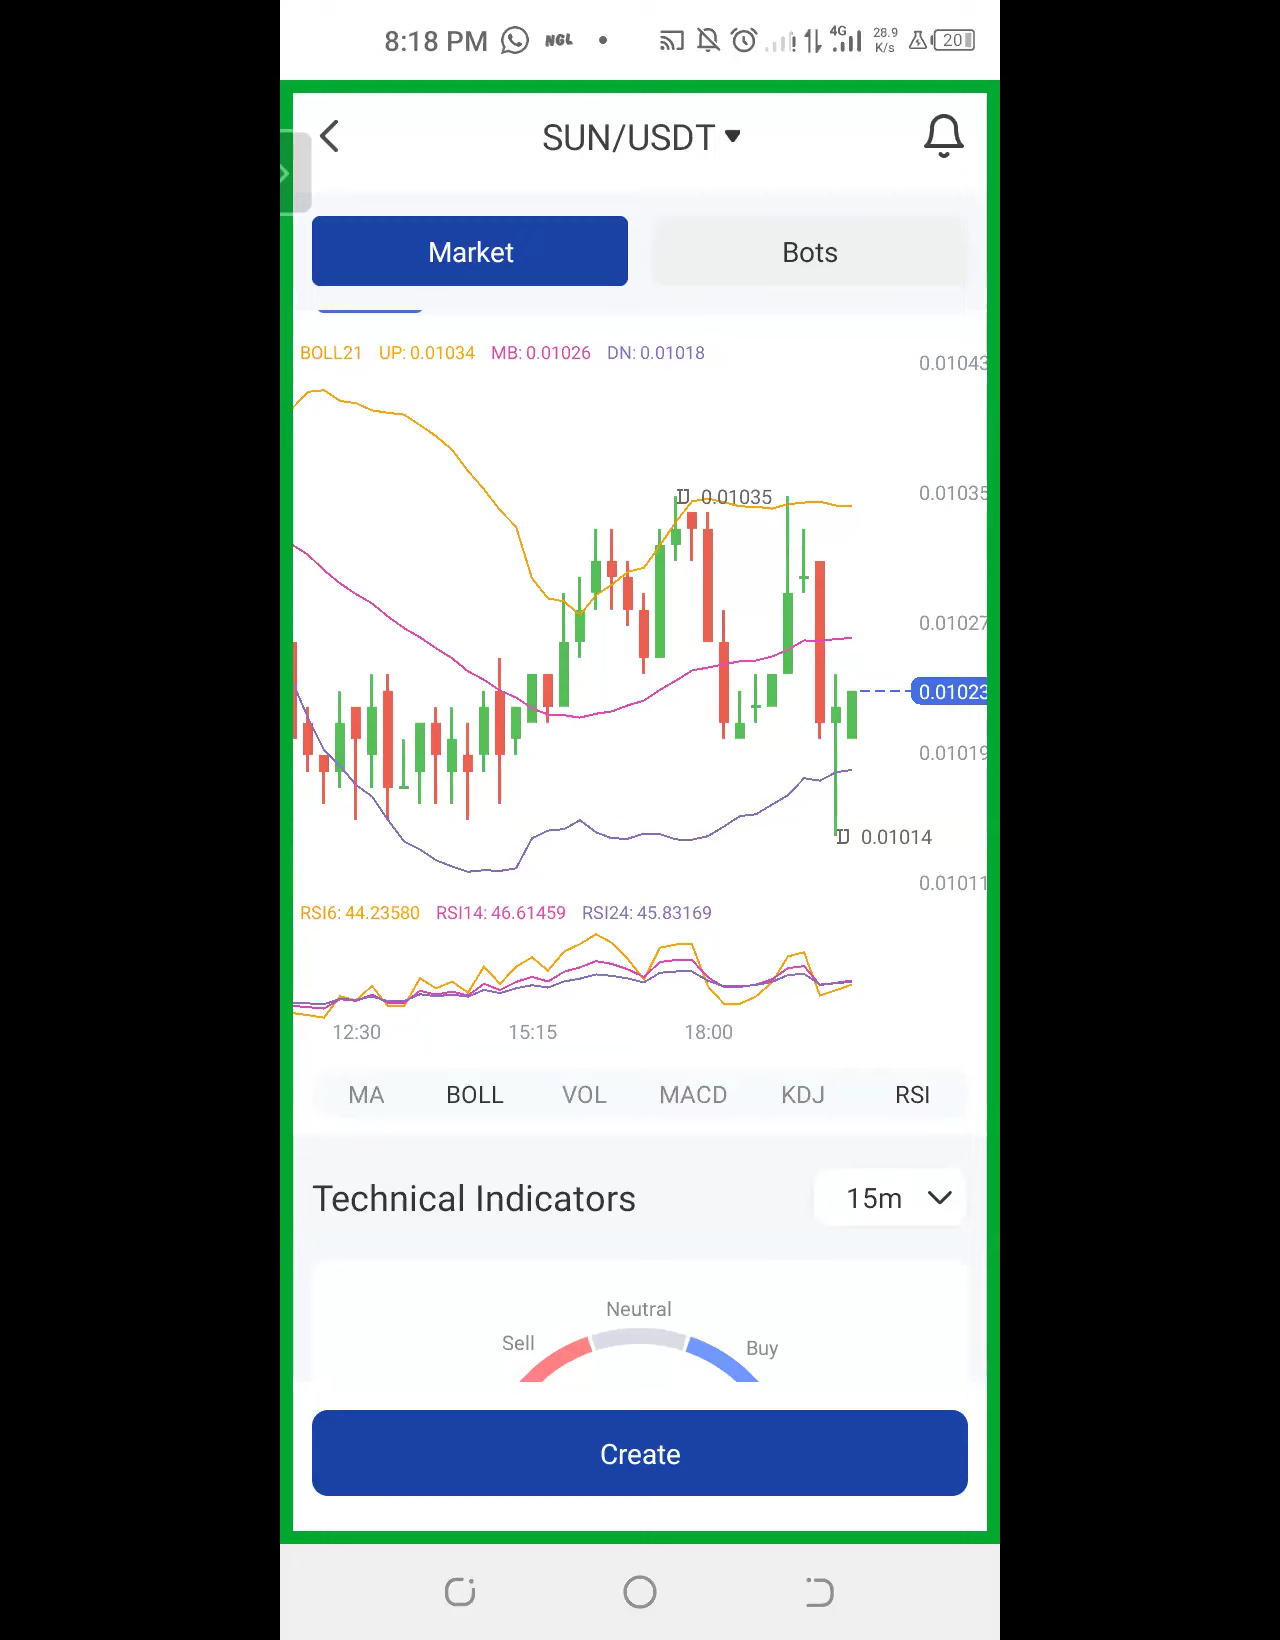 8:18 PM NGL 4G 28.9 K/s 20
SUN/USDT
Market Bots
BOLL21 UP: 0.01034 MB: 0.01026 DN: 0.01018
0.01043
0.01035 0.01035
0.01027
0.01023
0.01019
0.01014
0.01011
RSI6: 44.23580 RSI14: 46.61459 RSI24: 45.83169
12:30 15:15 18:00
MA BOLL VOL MACD KDJ RSI
Technical Indicators 15m
Neutral
Sell Buy
Create